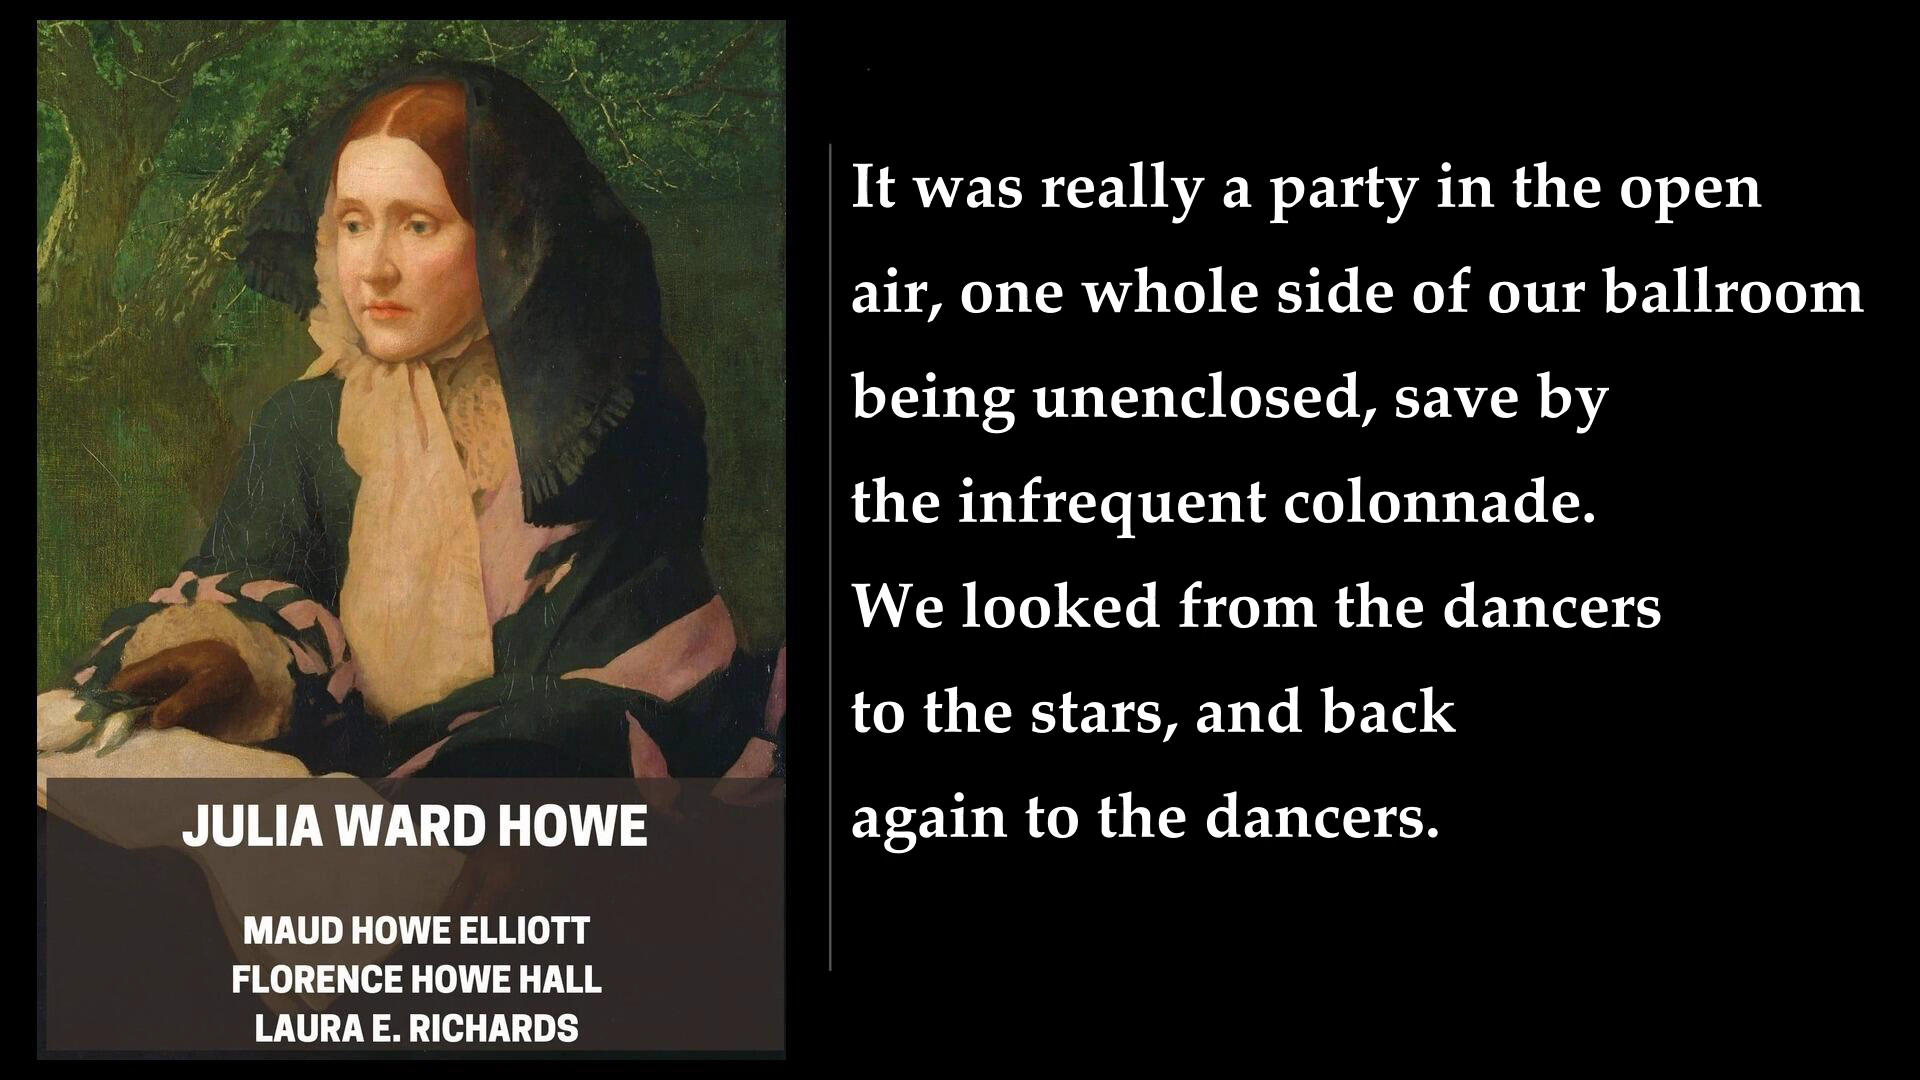 JULIA WARD HOWE
MAUD HOWE ELLIOTT
FLORENCE HOWE HALL
LAURA E. RICHARDS
It was really a party in the open
air, one whole side of our ballroom
being unenclosed, save by
the infrequent colonnade.
We looked from the dancers
to the stars, and back
again to the dancers.